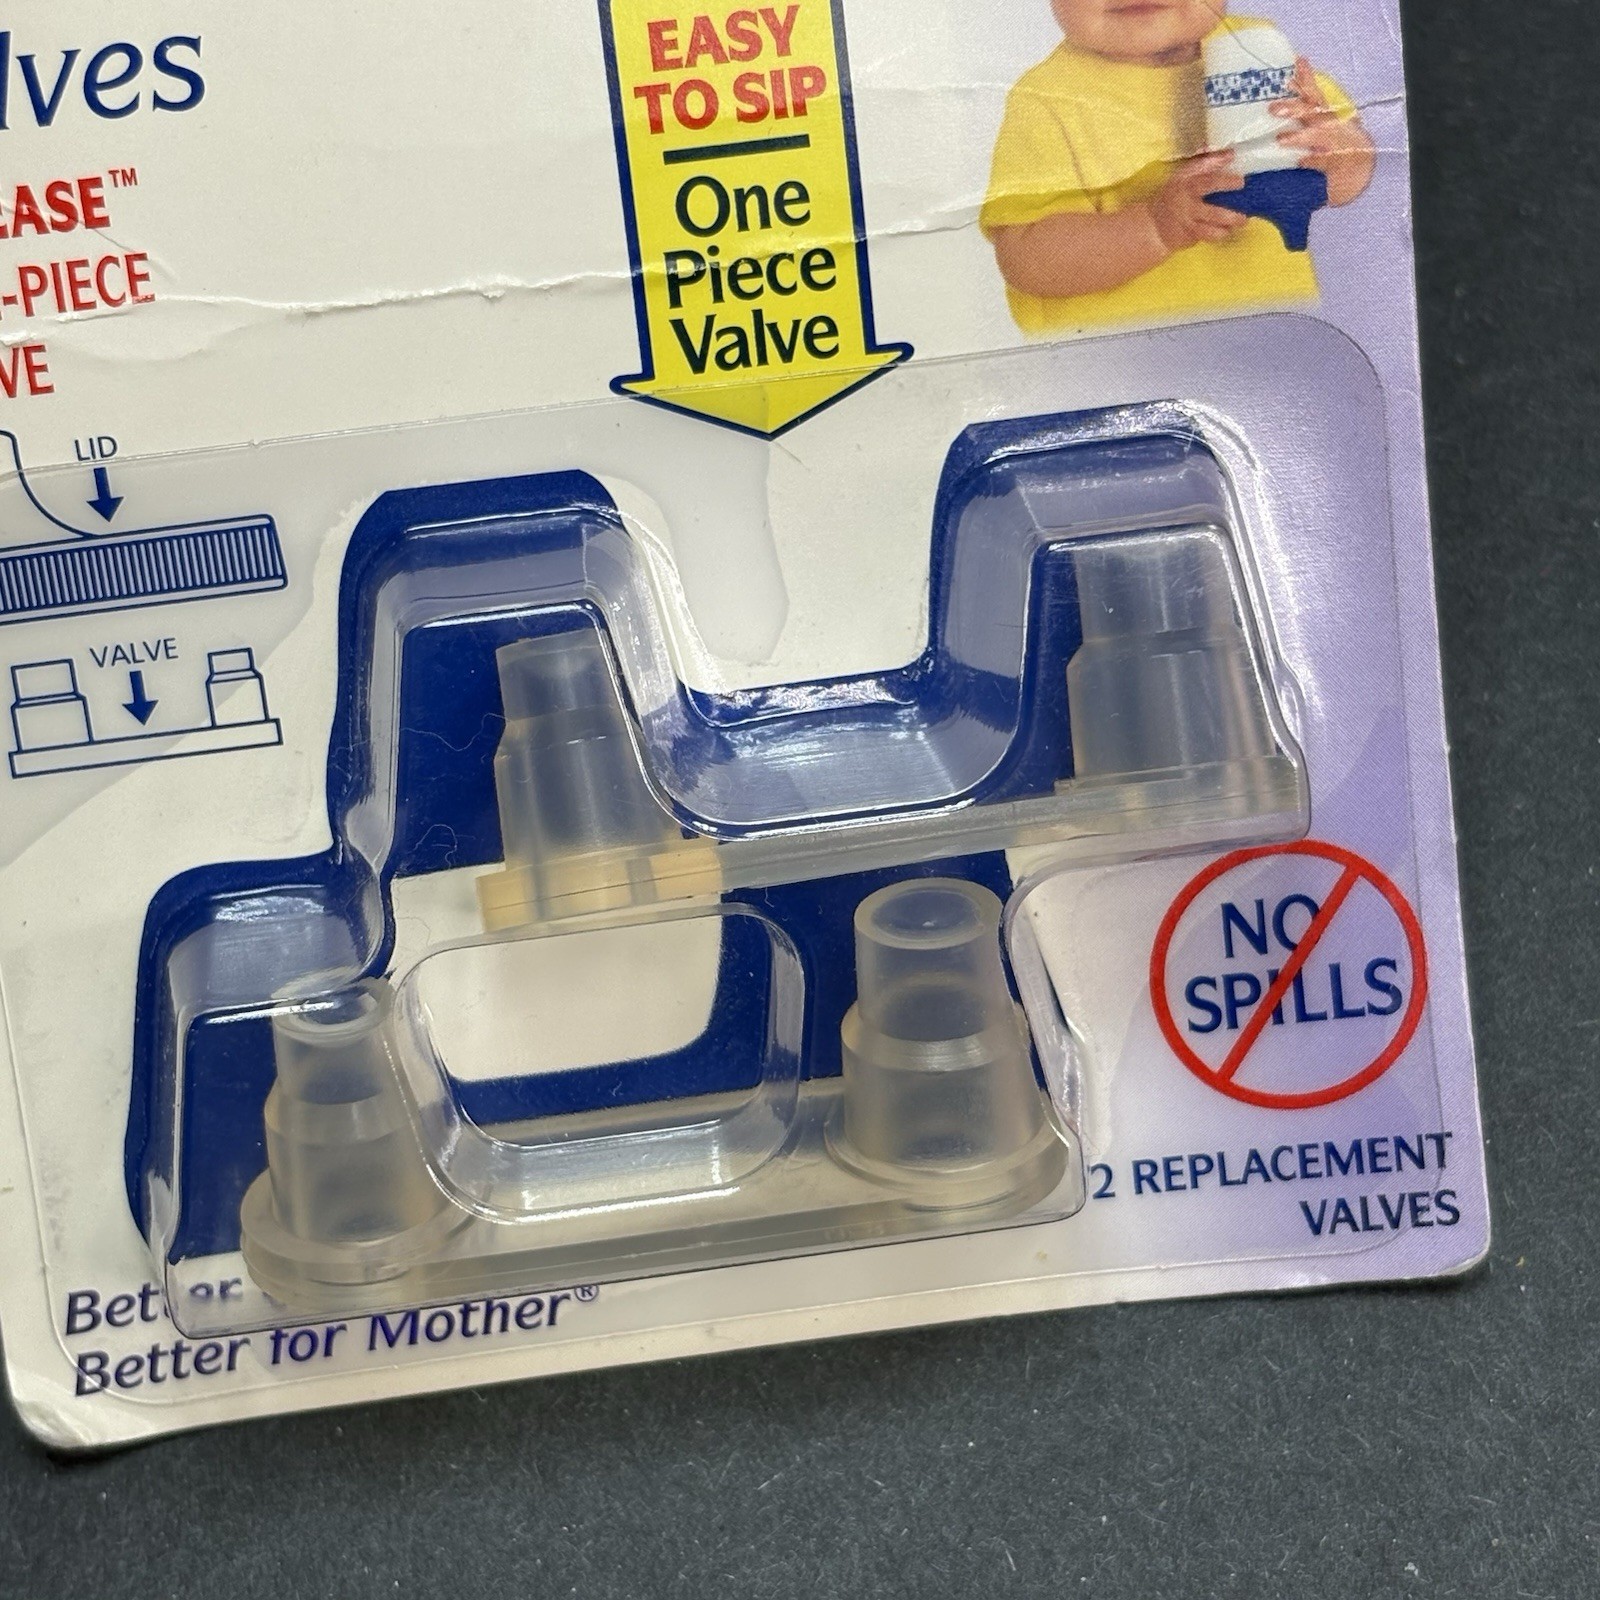 lves
EASE™
-PIECE
VE
LID
VALVE
EASY
TO SIP
One
Piece
Valve
NO
SPILLS
2 REPLACEMENT
VALVES
Better
Better for Mother®